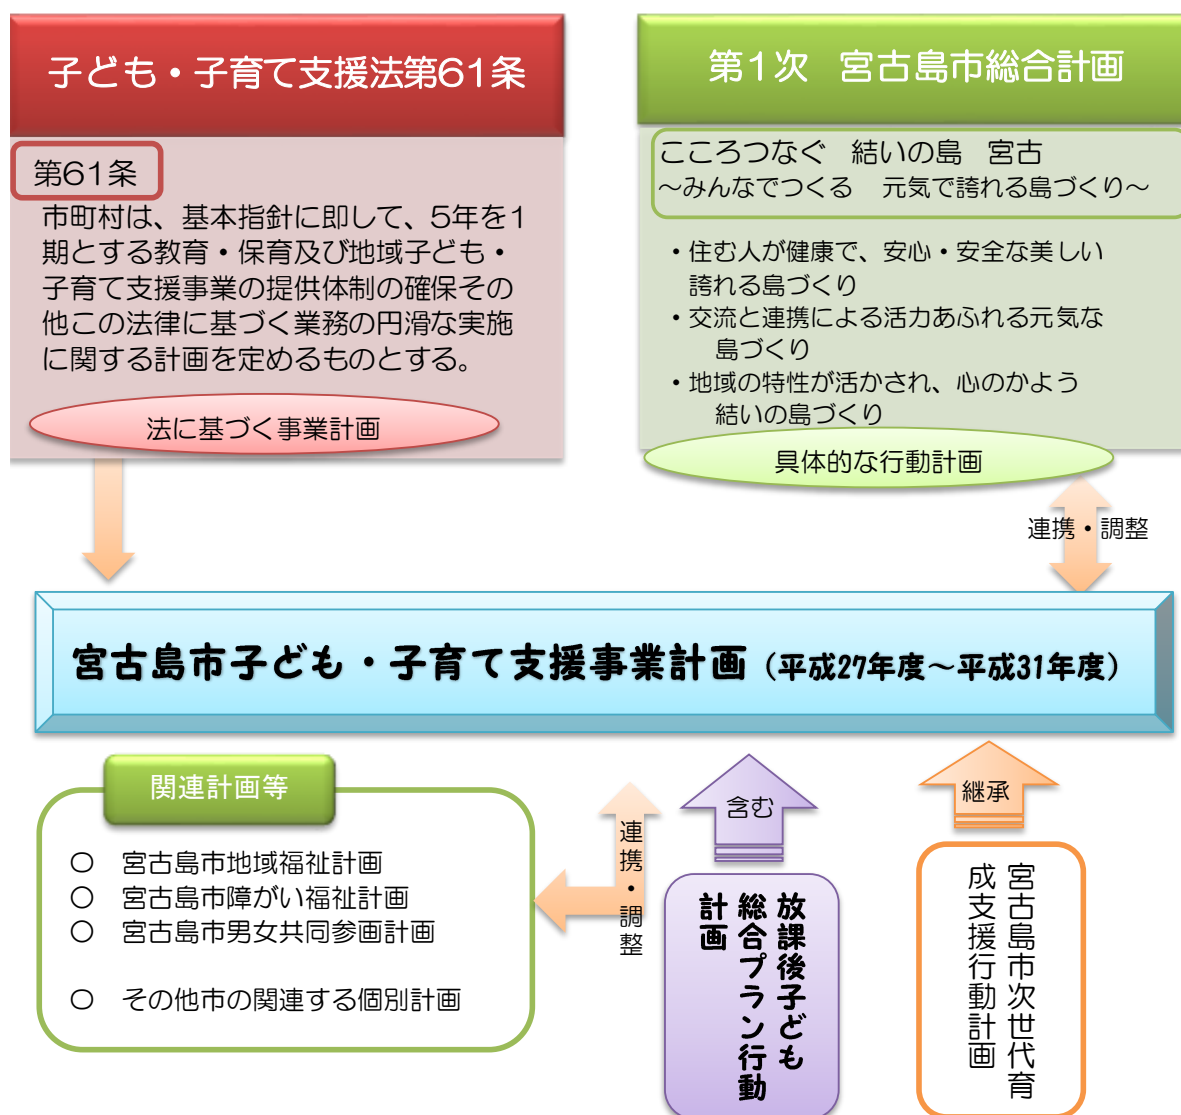 子ども・子育て支援法第61条
第61条
市町村は、基本指針に即して、5年を1
期とする教育・保育及び地域子ども・
子育て支援事業の提供体制の確保その
他この法律に基づく業務の円滑な実施
に関する計画を定めるものとする。
法に基づく事業計画
第1次　宮古島市総合計画
こころつなぐ　結いの島　宮古
～みんなでつくる　元気で誇れる島づくり～
・住む人が健康で、安心・安全な美しい
誇れる島づくり
・交流と連携による活力あふれる元気な
島づくり
・地域の特性が活かされ、心のかよう
結いの島づくり
具体的な行動計画
連携・調整
宮古島市子ども・子育て支援事業計画（平成27年度～平成31年度）
関連計画等
○　宮古島市地域福祉計画
○　宮古島市障がい福祉計画
○　宮古島市男女共同参画計画
○　その他市の関連する個別計画
連携・調整
含む
放課後子ども
総合プラン行動
計画
継承
宮古島市次世代育
成支援行動計画